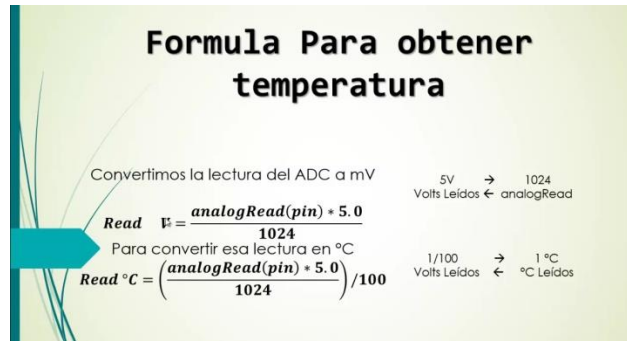 Formula Para obtener
temperatura
Convertimos la lectura del ADC a mV
Read V = analogRead(pin) ∗ 5.0 / 1024
Para convertir esa lectura en °C
Read °C = (analogRead(pin) ∗ 5.0 / 1024) /100
5V → 1024
Volts Leídos ← analogRead
1/100 → 1 °C
Volts Leídos ← °C Leídos